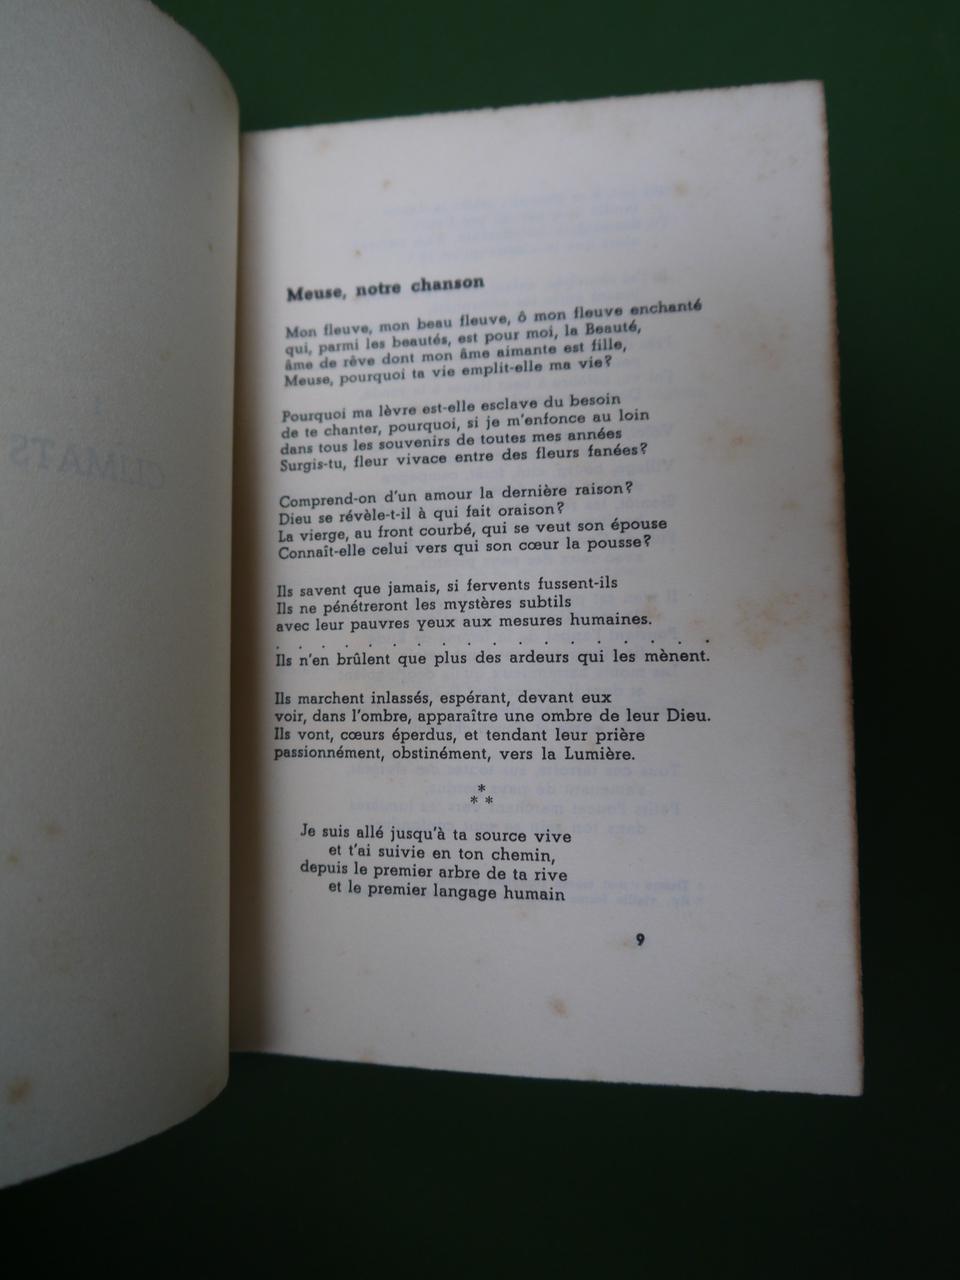 Meuse, notre chanson
Mon fleuve, mon beau fleuve, ô mon fleuve enchanté
qui, parmi les beautés, est pour moi, la Beauté,
âme de rêve dont mon âme aimante est fille,
Meuse, pourquoi ta vie emplit-elle ma vie?
Pourquoi ma lèvre est-elle esclave du besoin
de te chanter, pourquoi, si je m'enfonce au loin
dans tous les souvenirs de toutes mes années
Surgis-tu, fleur vivace entre des fleurs fanées?
Comprend-on d'un amour la dernière raison?
Dieu se révèle-t-il à qui fait oraison?
La vierge, au front courbé, qui se veut son épouse
Connaît-elle celui vers qui son cœur la pousse?
Ils savent que jamais, si fervents fussent-ils
Ils ne pénétreront les mystères subtils
avec leur pauvres yeux aux mesures humaines.
. . . . . . . . . . . . . . . . . .
Ils n'en brûlent que plus des ardeurs qui les mènent.
Ils marchent inlassés, espérant, devant eux
voir, dans l'ombre, apparaître une ombre de leur Dieu.
Ils vont, cœurs éperdus, et tendant leur prière
passionnément, obstinément, vers la Lumière.
*
* *
Je suis allé jusqu'à ta source vive
et t'ai suivie en ton chemin,
depuis le premier arbre de ta rive
et le premier langage humain
9
I
CLIMATS